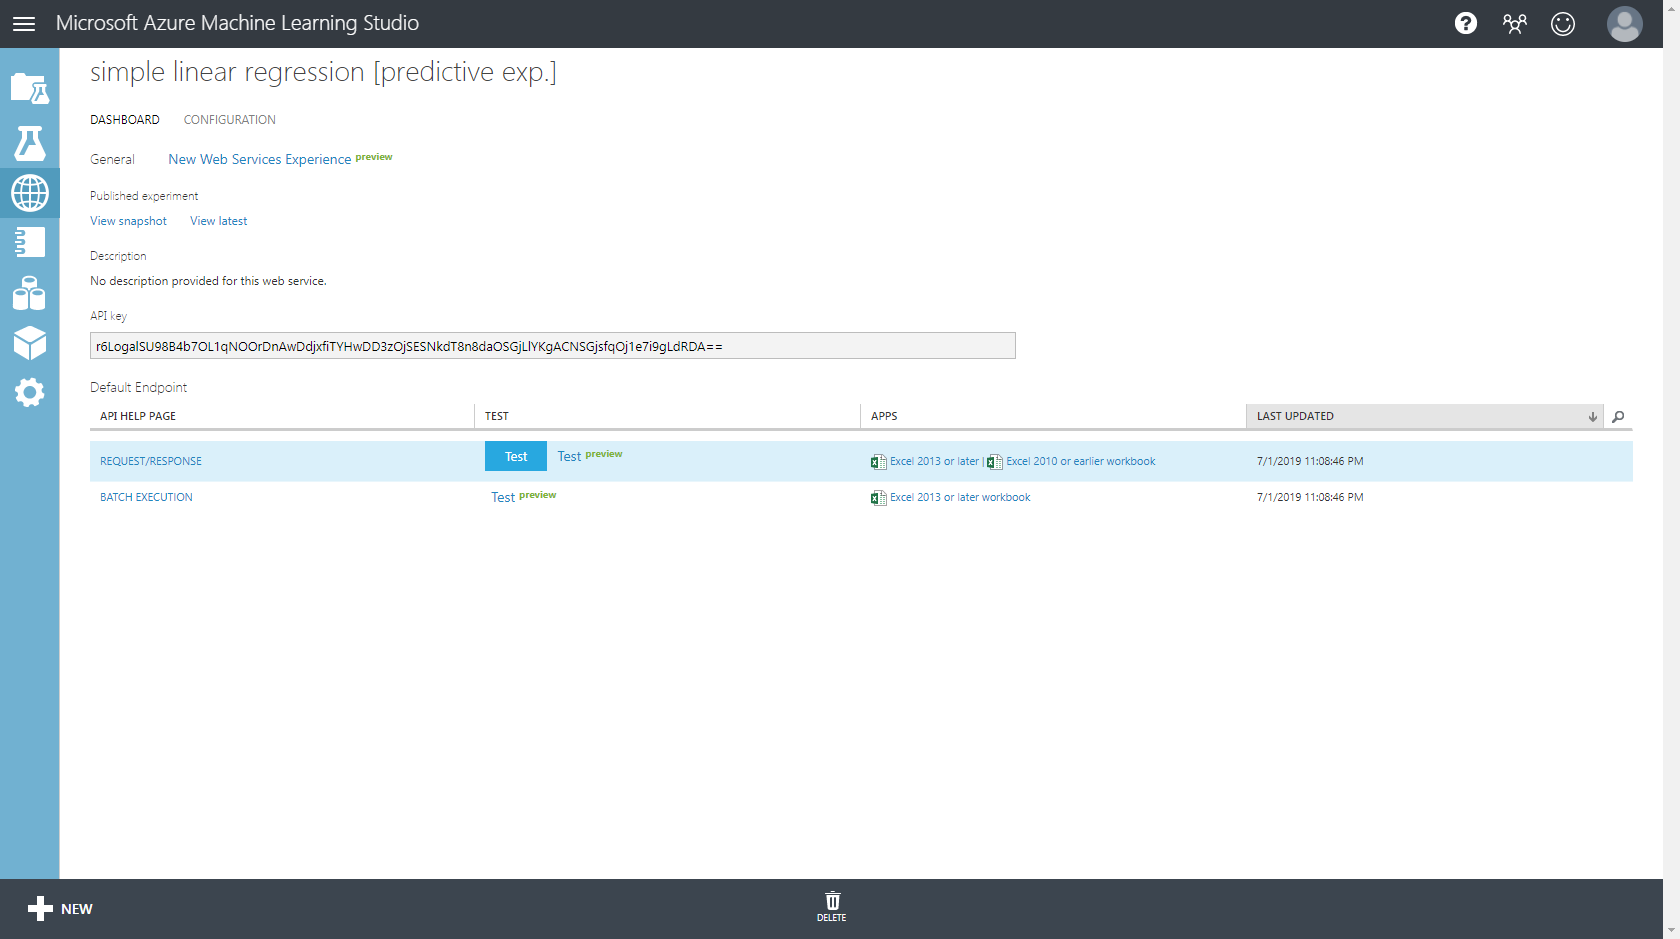 Microsoft Azure Machine Learning Studio
simple linear regression [predictive exp.]
DASHBOARD CONFIGURATION
General New Web Services Experience preview
Published experiment
View snapshot View latest
Description
No description provided for this web service.
API key
r6LogalSU98B4b7OL1qNOOrDnAwDdjxfiTYHwDD3zOjSESNkdT8n8daOSGjLlYKgACNSGjsfqOj1e7i9gLdRDA==
Default Endpoint
API HELP PAGE TEST APPS LAST UPDATED
REQUEST/RESPONSE Test Test preview Excel 2013 or later | Excel 2010 or earlier workbook 7/1/2019 11:08:46 PM
BATCH EXECUTION Test preview Excel 2013 or later workbook 7/1/2019 11:08:46 PM
NEW DELETE